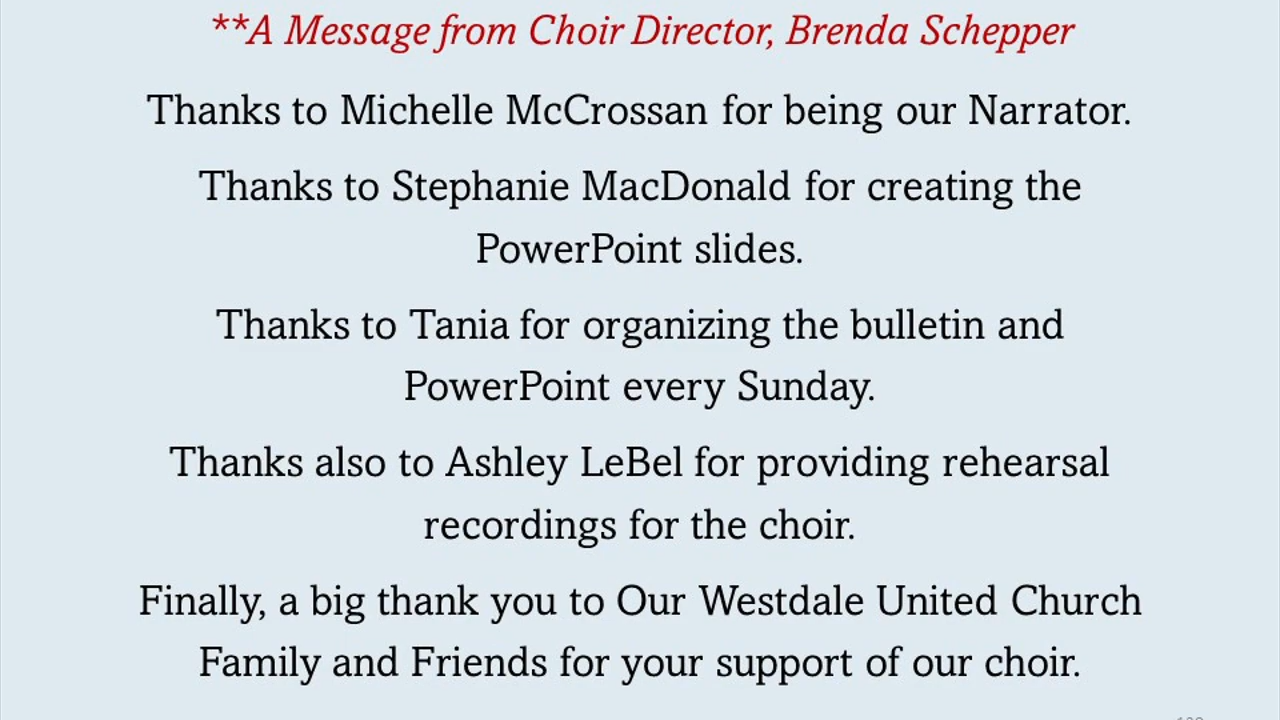 **A Message from Choir Director, Brenda Schepper
Thanks to Michelle McCrossan for being our Narrator.
Thanks to Stephanie MacDonald for creating the
PowerPoint slides.
Thanks to Tania for organizing the bulletin and
PowerPoint every Sunday.
Thanks also to Ashley LeBel for providing rehearsal
recordings for the choir.
Finally, a big thank you to Our Westdale United Church
Family and Friends for your support of our choir.